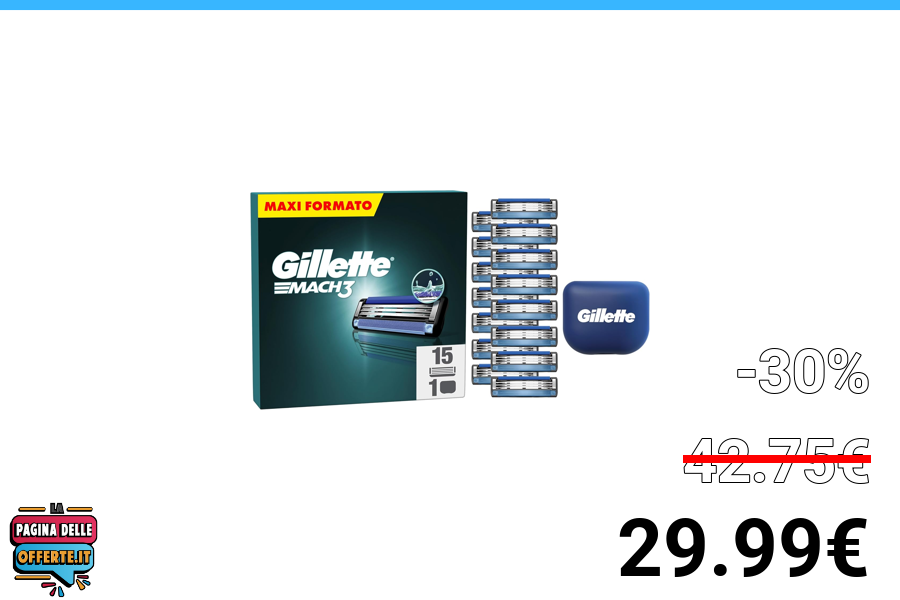 MAXI FORMATO
Gillette
MACH3
15
1
Gillette
-30%
42.75€
29.99€
LA
PAGINA DELLE
OFFERTE.IT